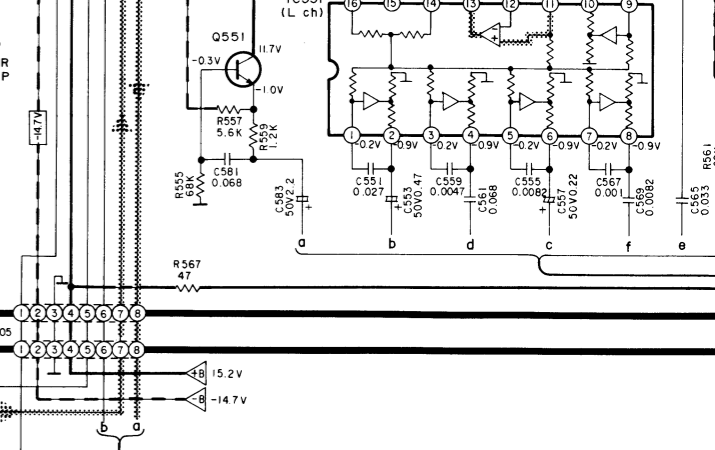 (L ch)
16 15 14 13 12 11 10 9
Q551
11.7V
-0.3V
-1.0V
R
P
-14.7V
R557
5.6K
R559
1.2K
1 2 3 4 5 6 7 8
-0.2V -0.9V -0.2V -0.9V -0.2V -0.9V -0.2V -0.9V
R561
C581
0.068
R555
68K
C583
50V2.2
+
C551
0.027
+
C553
50V0.47
C559
0.0047
C561
0.068
C555
0.0082
+
C557
50V0.22
C567
0.001
C569
0.0082
C565
0.033
a b d c f e
R567
47
1 2 3 4 5 6 7 8
05
1 2 3 4 5 6 7 8
+B 15.2V
-B -14.7V
b a